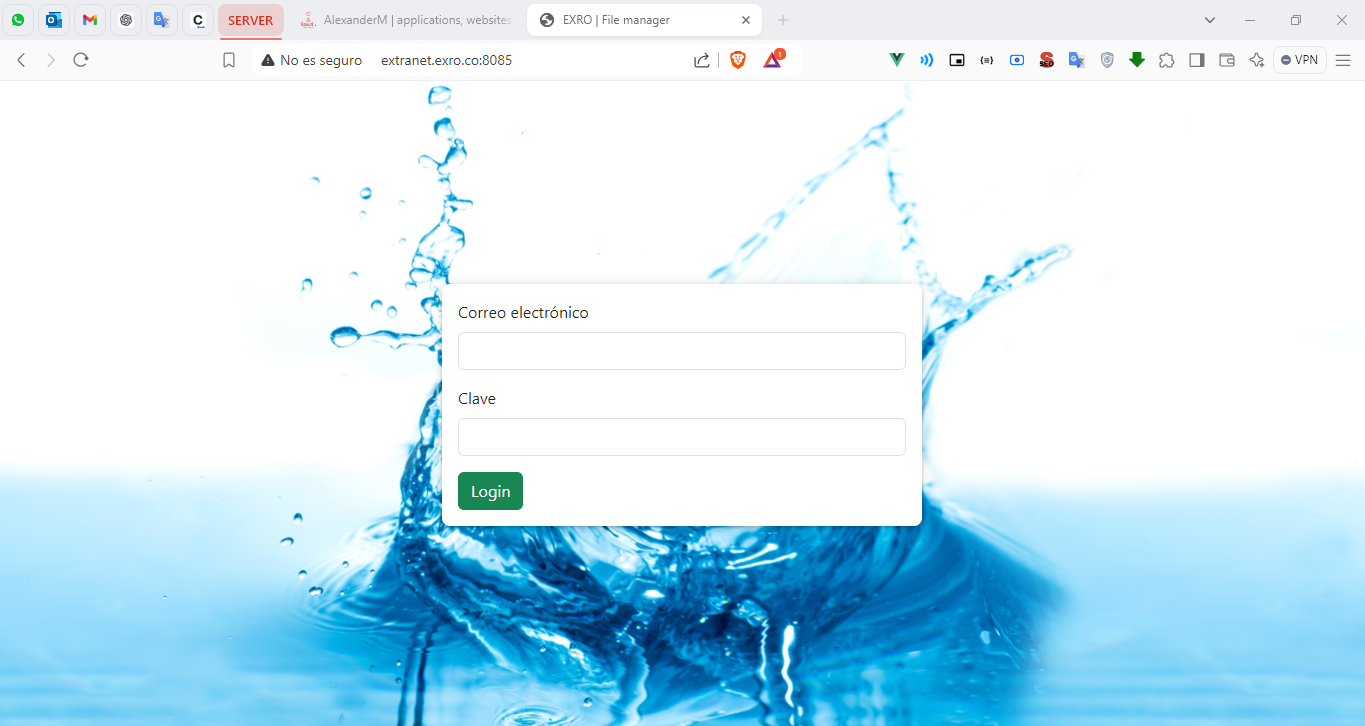 SERVER
AlexanderM | applications, websites
EXRO | File manager
No es seguro
extranet.exro.co:8085
1
SEO
VPN
Correo electrónico
Clave
Login